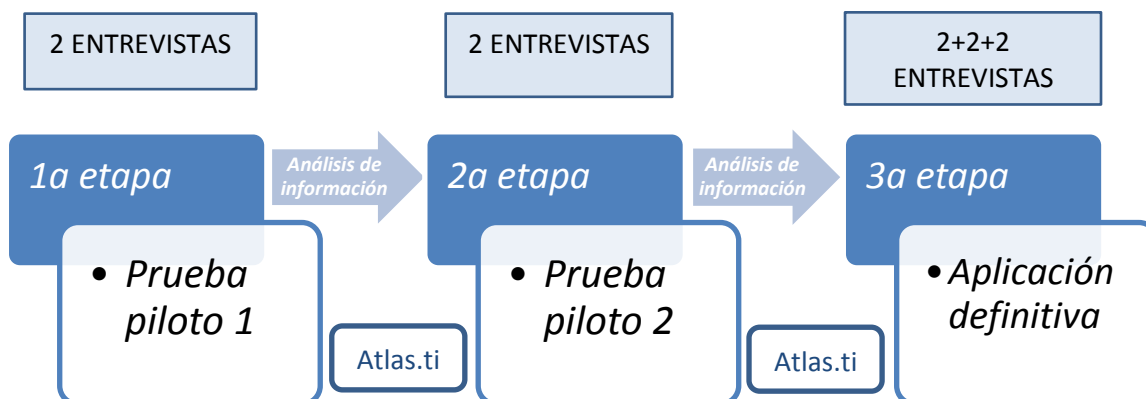 2 ENTREVISTAS
2 ENTREVISTAS
2+2+2
ENTREVISTAS
1a etapa
Análisis de
información
2a etapa
Análisis de
información
3a etapa
• Prueba
piloto 1
• Prueba
piloto 2
• Aplicación
definitiva
Atlas.ti
Atlas.ti